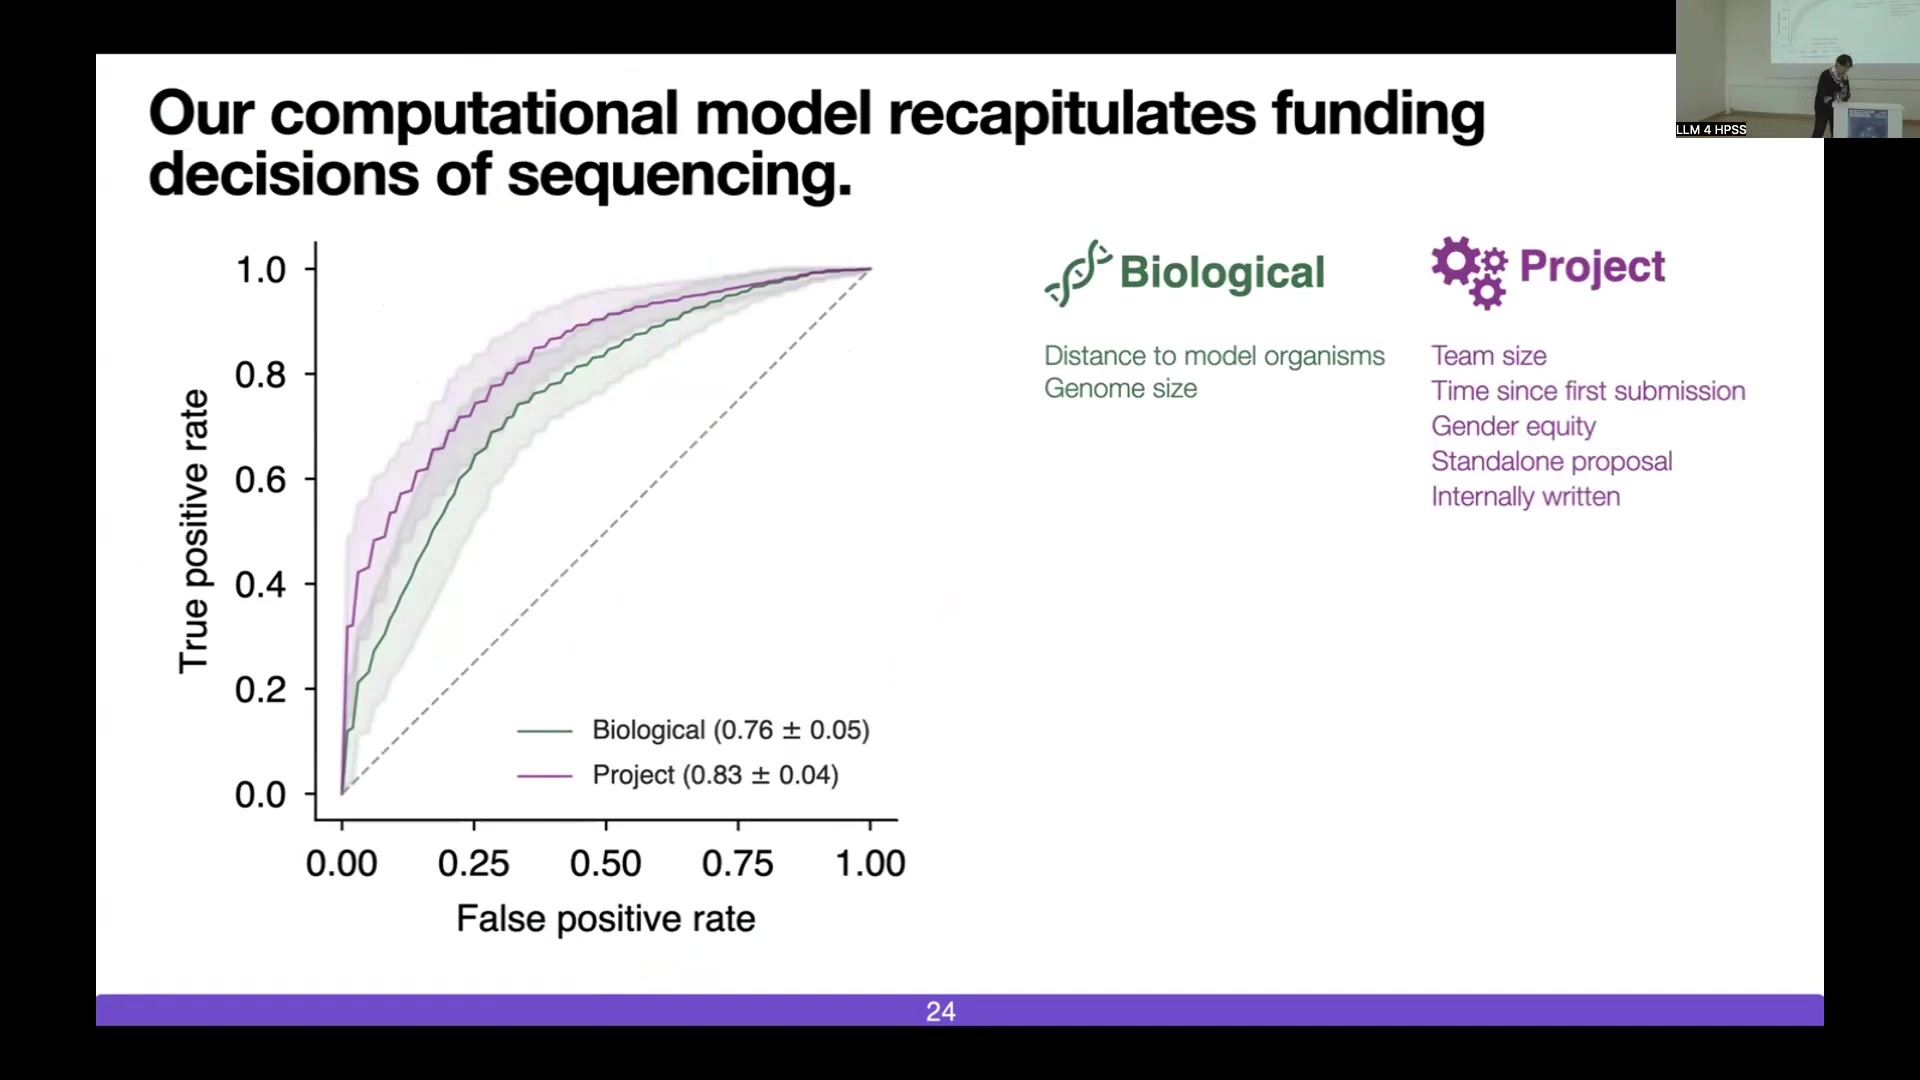 Our computational model recapitulates funding
decisions of sequencing.
LLM 4 HPSS
1.0
0.8
0.6
0.4
0.2
0.0
True positive rate
Biological (0.76 ± 0.05)
Project (0.83 ± 0.04)
0.00 0.25 0.50 0.75 1.00
False positive rate
Biological
Distance to model organisms
Genome size
Project
Team size
Time since first submission
Gender equity
Standalone proposal
Internally written
24